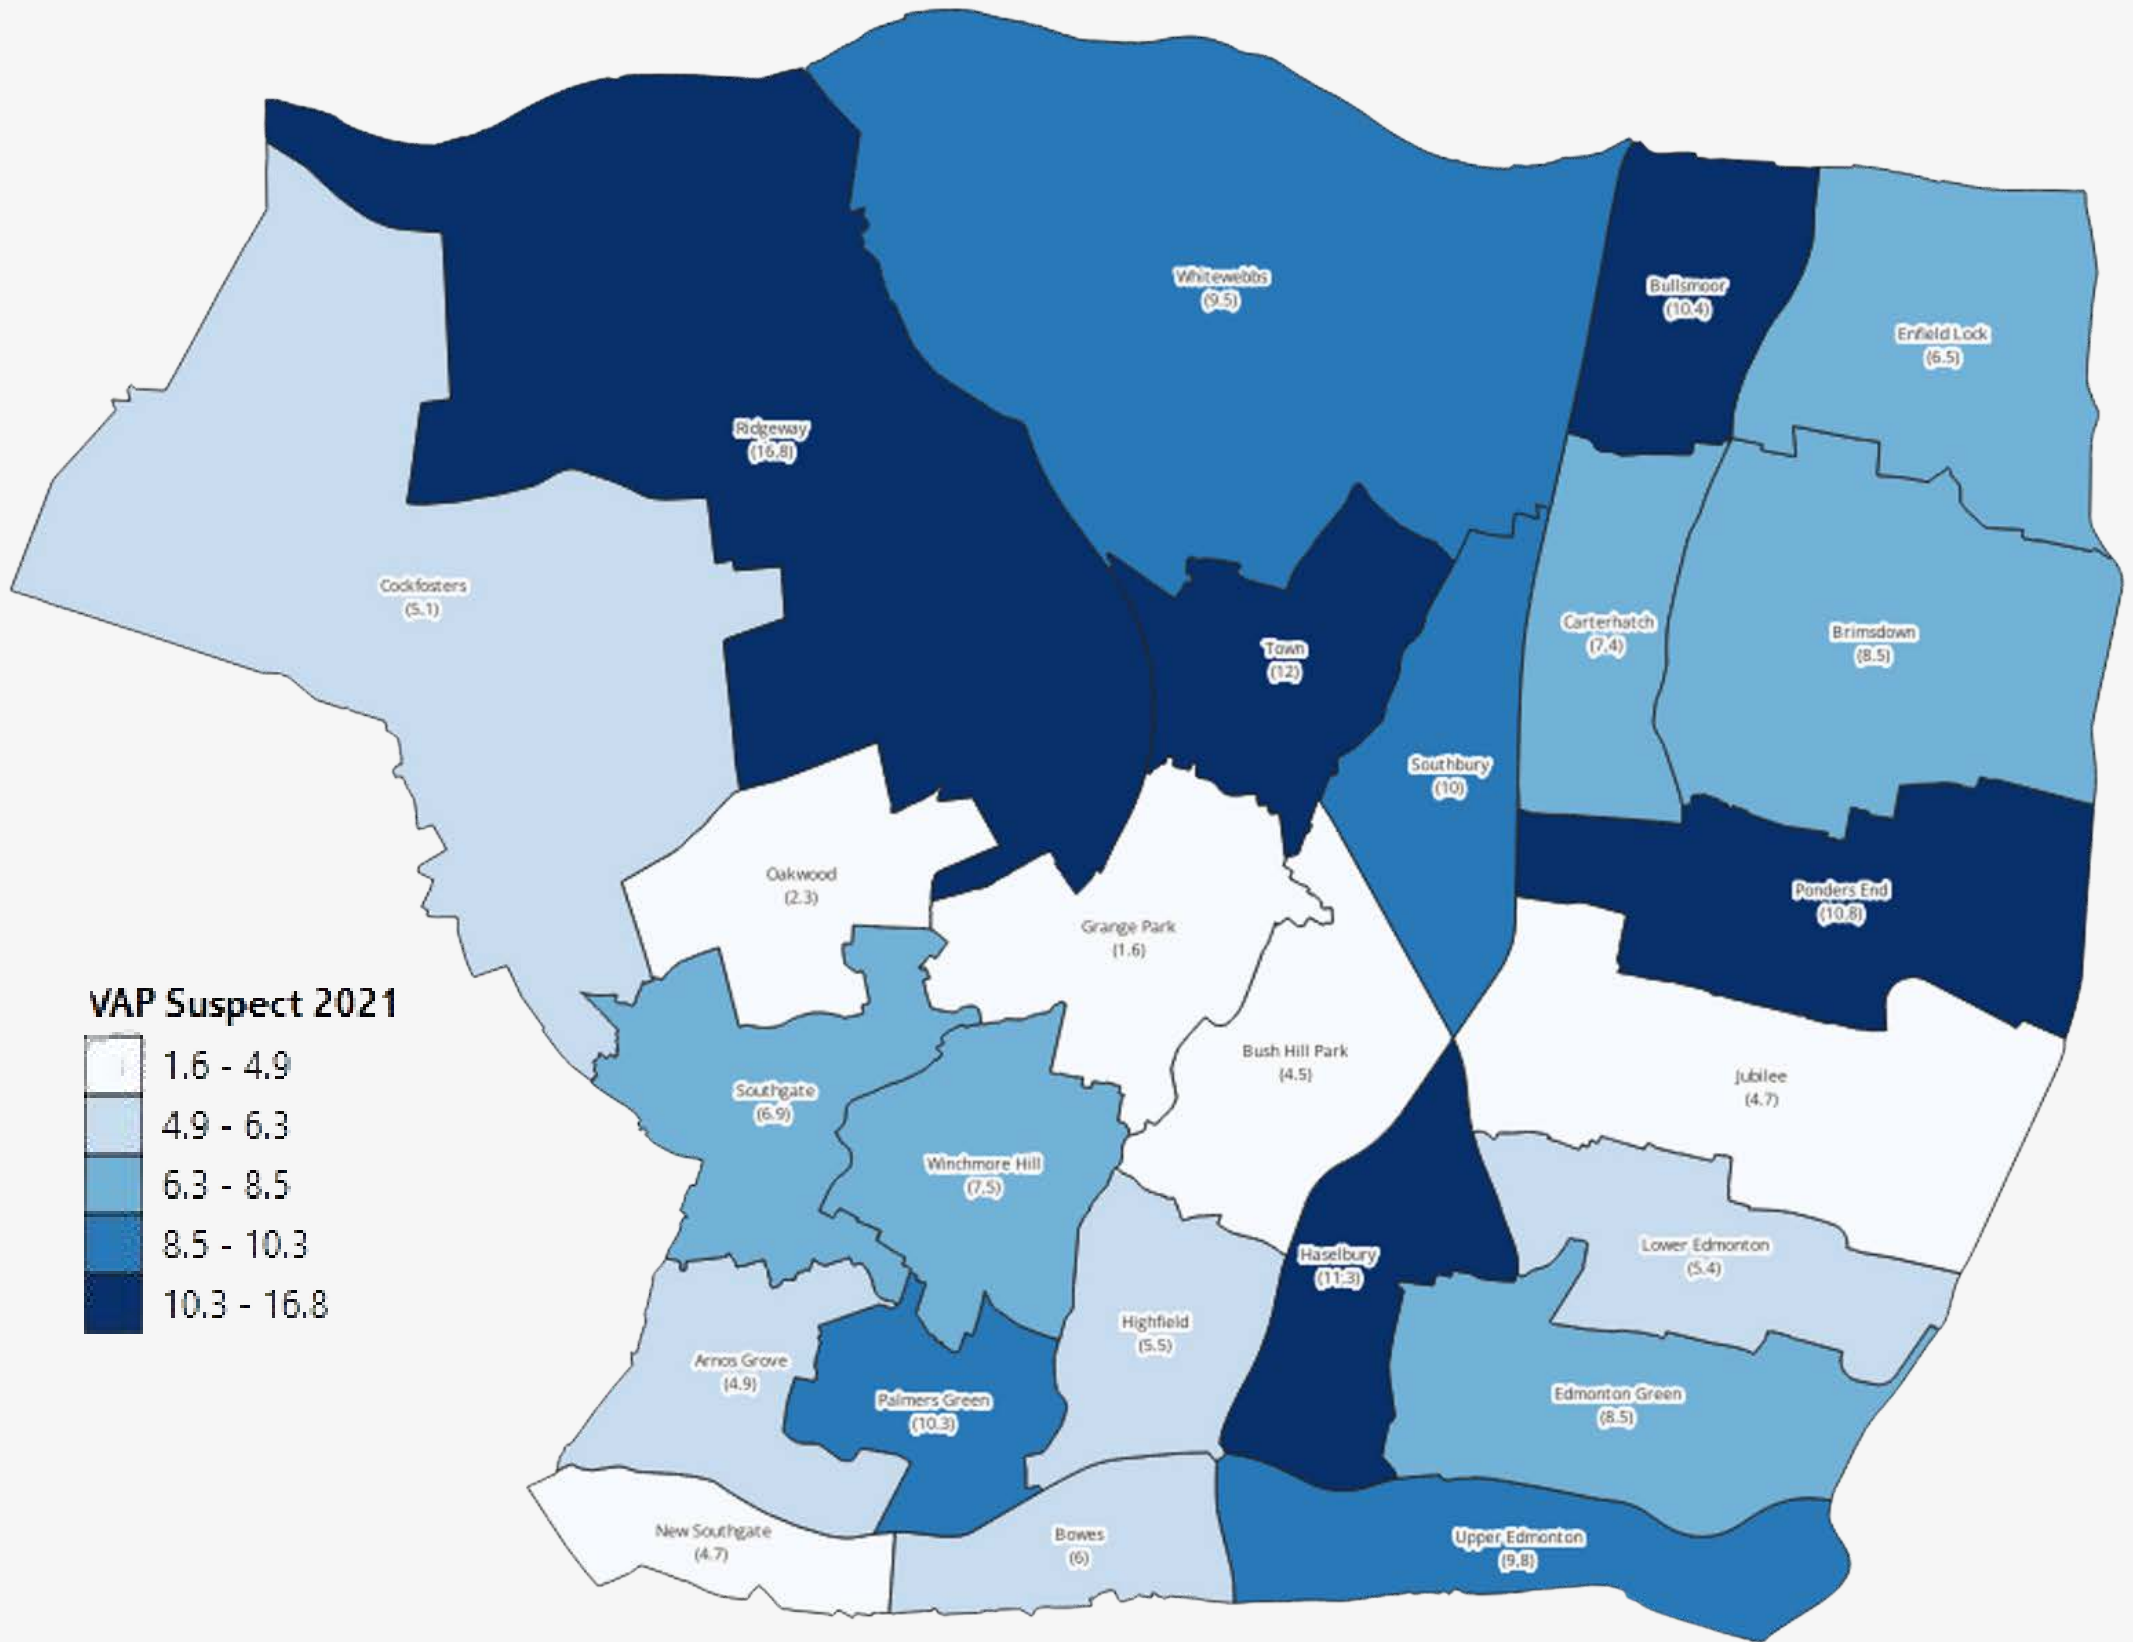 Whitewebbs
(9.5)
Bullsmoor
(10.4)
Enfield Lock
(6.5)
Ridgeway
(16.8)
Cockfosters
(5.1)
Carterhatch
(7.4)
Brimsdown
(8.5)
Town
(12)
Southbury
(10)
Oakwood
(2.3)
Ponders End
(10.8)
Grange Park
(1.6)
Bush Hill Park
(4.5)
Jubilee
(4.7)
Southgate
(6.9)
Winchmore Hill
(7.5)
Haselbury
(11.3)
Lower Edmonton
(5.4)
Highfield
(5.5)
Arnos Grove
(4.9)
Palmers Green
(10.3)
Edmonton Green
(8.5)
New Southgate
(4.7)
Bowes
(6)
Upper Edmonton
(9.8)
VAP Suspect 2021
1.6 - 4.9
4.9 - 6.3
6.3 - 8.5
8.5 - 10.3
10.3 - 16.8